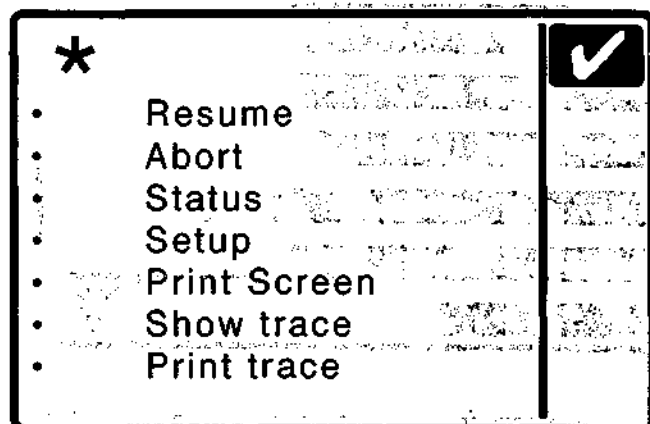 *
• Resume
• Abort
• Status
• Setup
• Print Screen
• Show trace
• Print trace